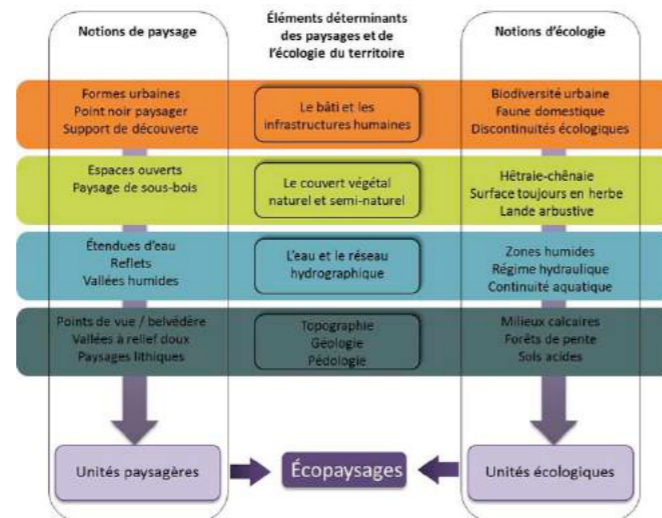 Notions de paysage
Éléments déterminants
des paysages et de
l'écologie du territoire
Notions d'écologie
Formes urbaines
Point noir paysager
Support de découverte
Le bâti et les
infrastructures humaines
Biodiversité urbaine
Faune domestique
Discontinuités écologiques
Espaces ouverts
Paysage de sous-bois
Le couvert végétal
naturel et semi-naturel
Hêtraie-chênaie
Surface toujours en herbe
Lande arbustive
Étendues d'eau
Reflets
Vallées humides
L'eau et le réseau
hydrographique
Zones humides
Régime hydraulique
Continuité aquatique
Points de vue / belvédère
Vallées à relief doux
Paysages lithiques
Topographie
Géologie
Pédologie
Milieux calcaires
Forêts de pente
Sols acides
Unités paysagères
Écopaysages
Unités écologiques